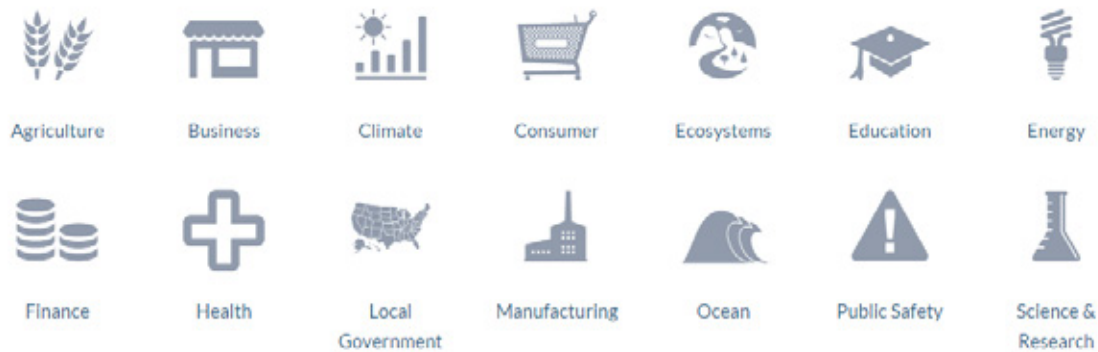 Agriculture
Business
Climate
Consumer
Ecosystems
Education
Energy
Finance
Health
Local
Government
Manufacturing
Ocean
Public Safety
Science &
Research